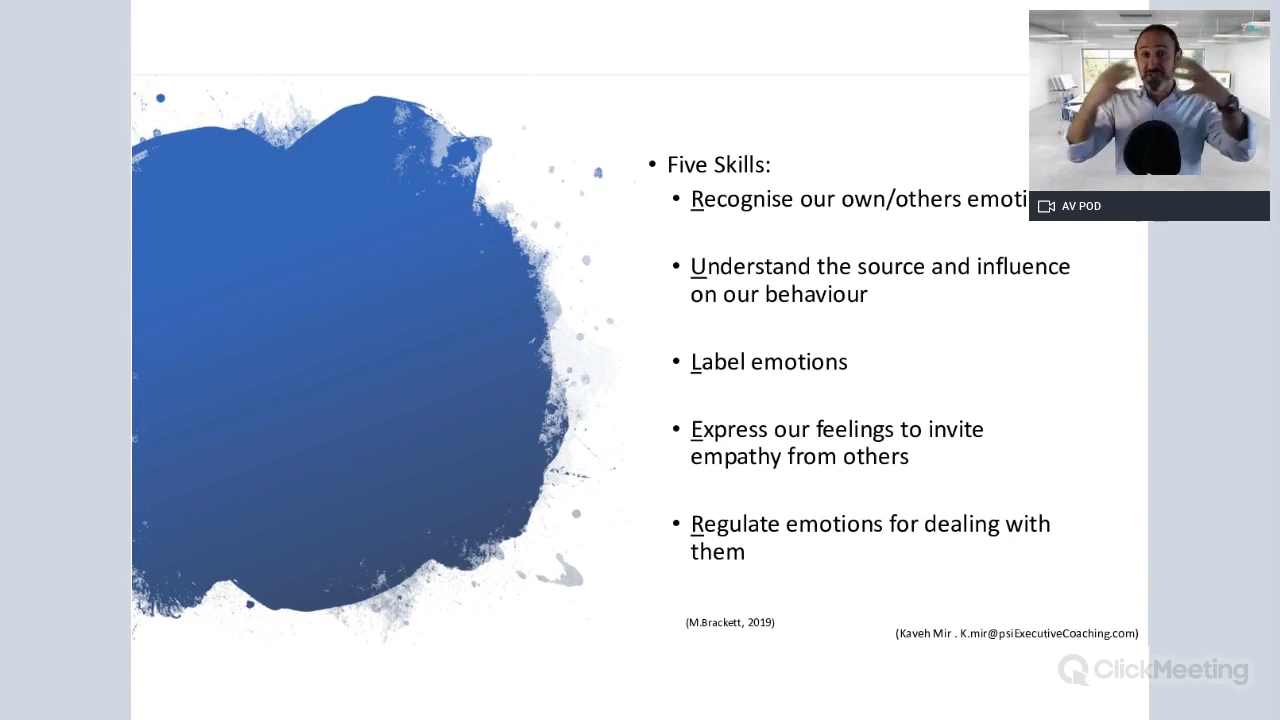 • Five Skills:
• Recognise our own/others emoti
• Understand the source and influence
on our behaviour
• Label emotions
• Express our feelings to invite
empathy from others
• Regulate emotions for dealing with
them
(M.Brackett, 2019)
(Kaveh Mir . K.mir@psiExecutiveCoaching.com)
AV POD
ClickMeeting